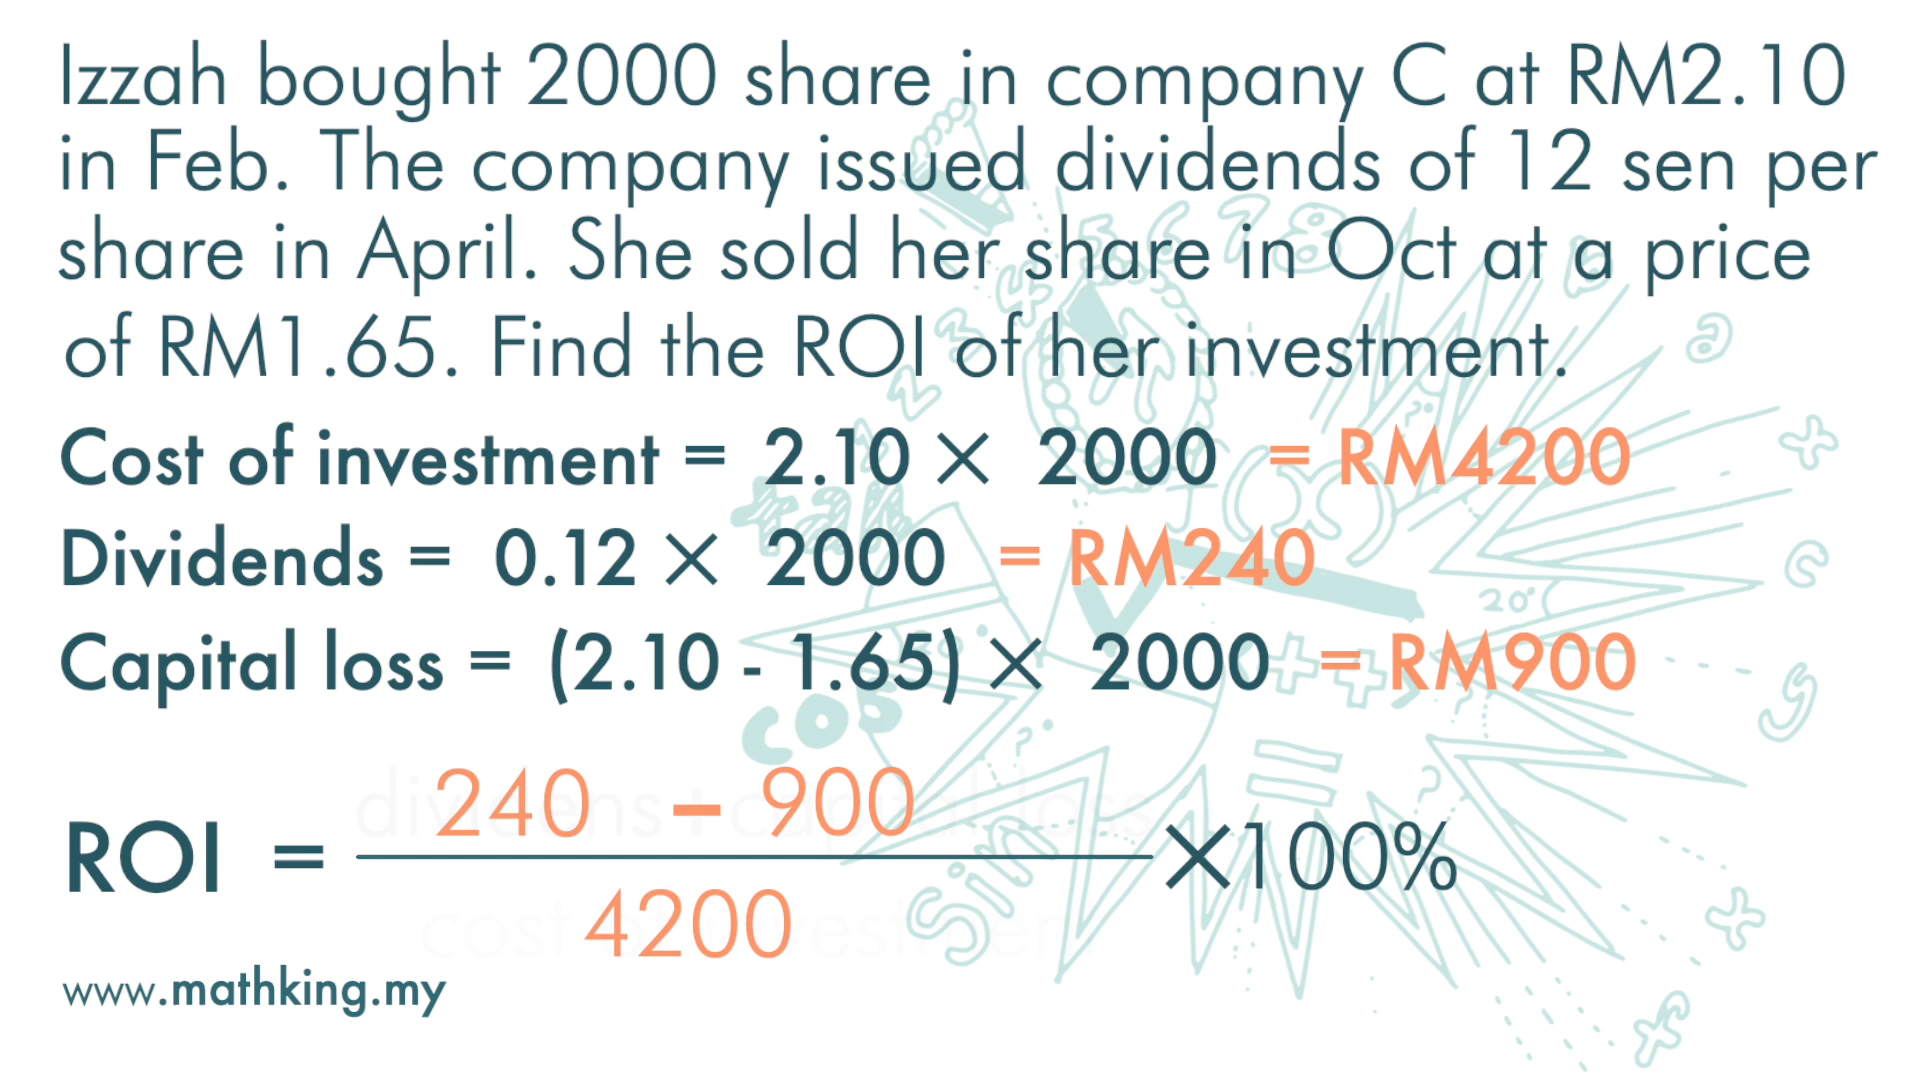 Izzah bought 2000 share in company C at RM2.10
in Feb. The company issued dividends of 12 sen per
share in April. She sold her share in Oct at a price
of RM1.65. Find the ROI of her investment.
Cost of investment = 2.10 × 2000 = RM4200
Dividends = 0.12 × 2000 = RM240
Capital loss = (2.10 - 1.65) × 2000 = RM900
240 − 900
ROI = ×100%
4200
www.mathking.my